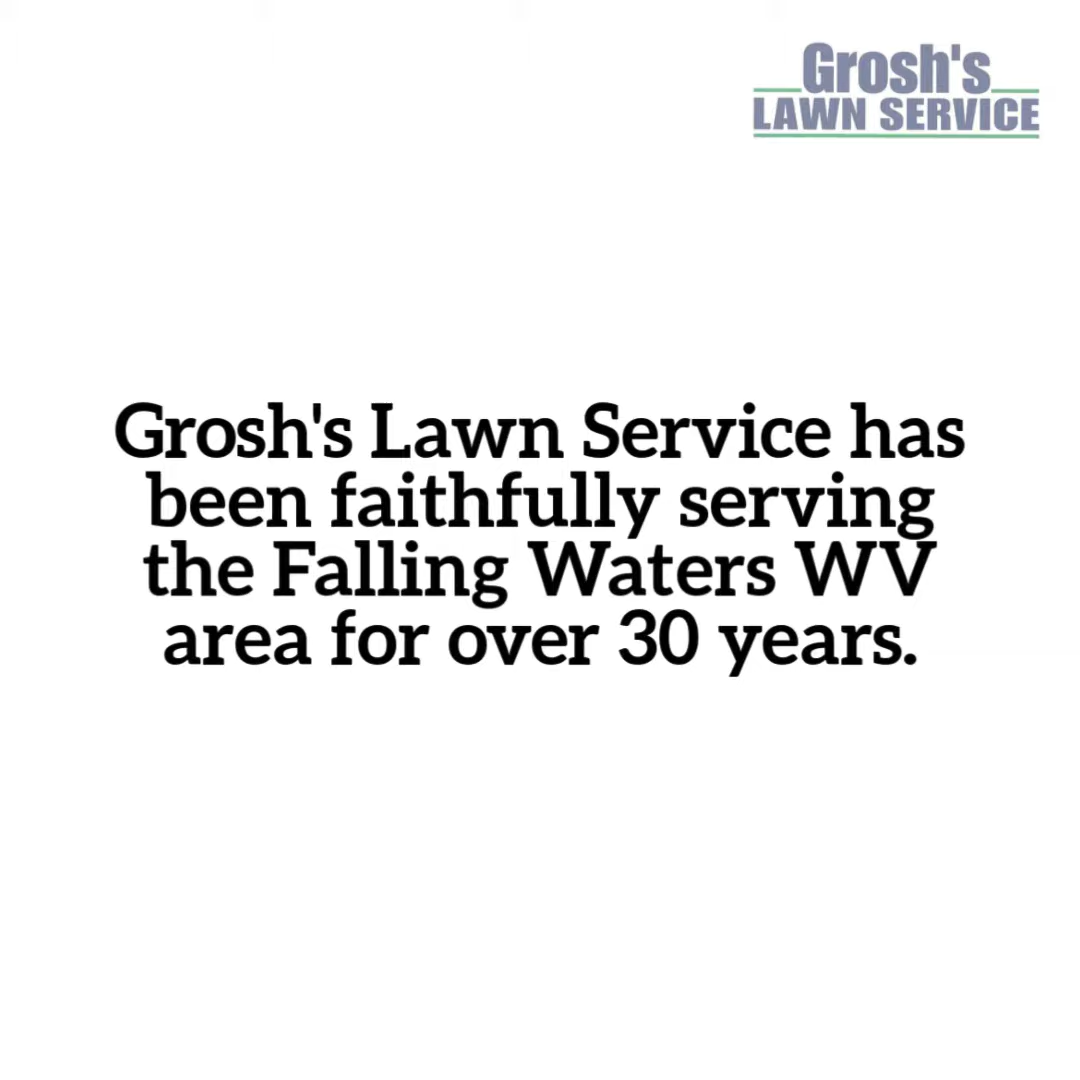 Grosh's
LAWN SERVICE
Grosh's Lawn Service has
been faithfully serving
the Falling Waters WV
area for over 30 years.